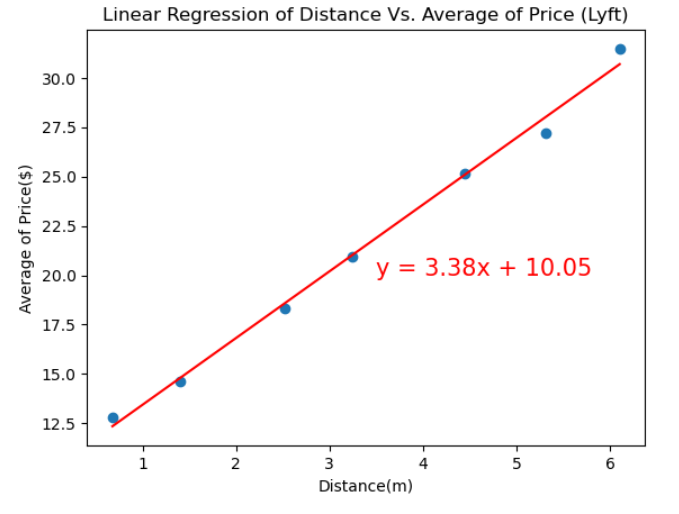 Linear Regression of Distance Vs. Average of Price (Lyft)
30.0
27.5
25.0
22.5
20.0
17.5
15.0
12.5
Average of Price($)
y = 3.38x + 10.05
1 2 3 4 5 6
Distance(m)